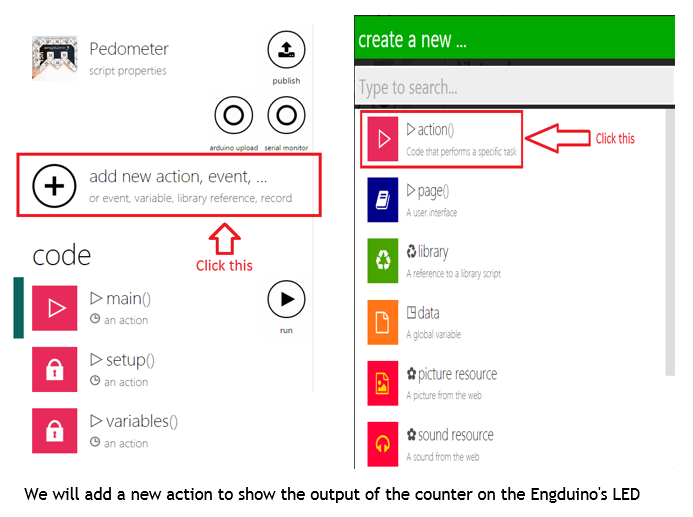 Pedometer
script properties
publish
arduino upload
serial monitor
add new action, event, ...
or event, variable, library reference, record
Click this
code
main()
an action
run
setup()
an action
variables()
an action
create a new ...
Type to search...
action()
Code that performs a specific task
Click this
page()
A user interface
library
A reference to a library script
data
A global variable
picture resource
A picture from the web
sound resource
A sound from the web
We will add a new action to show the output of the counter on the Engduino's LED